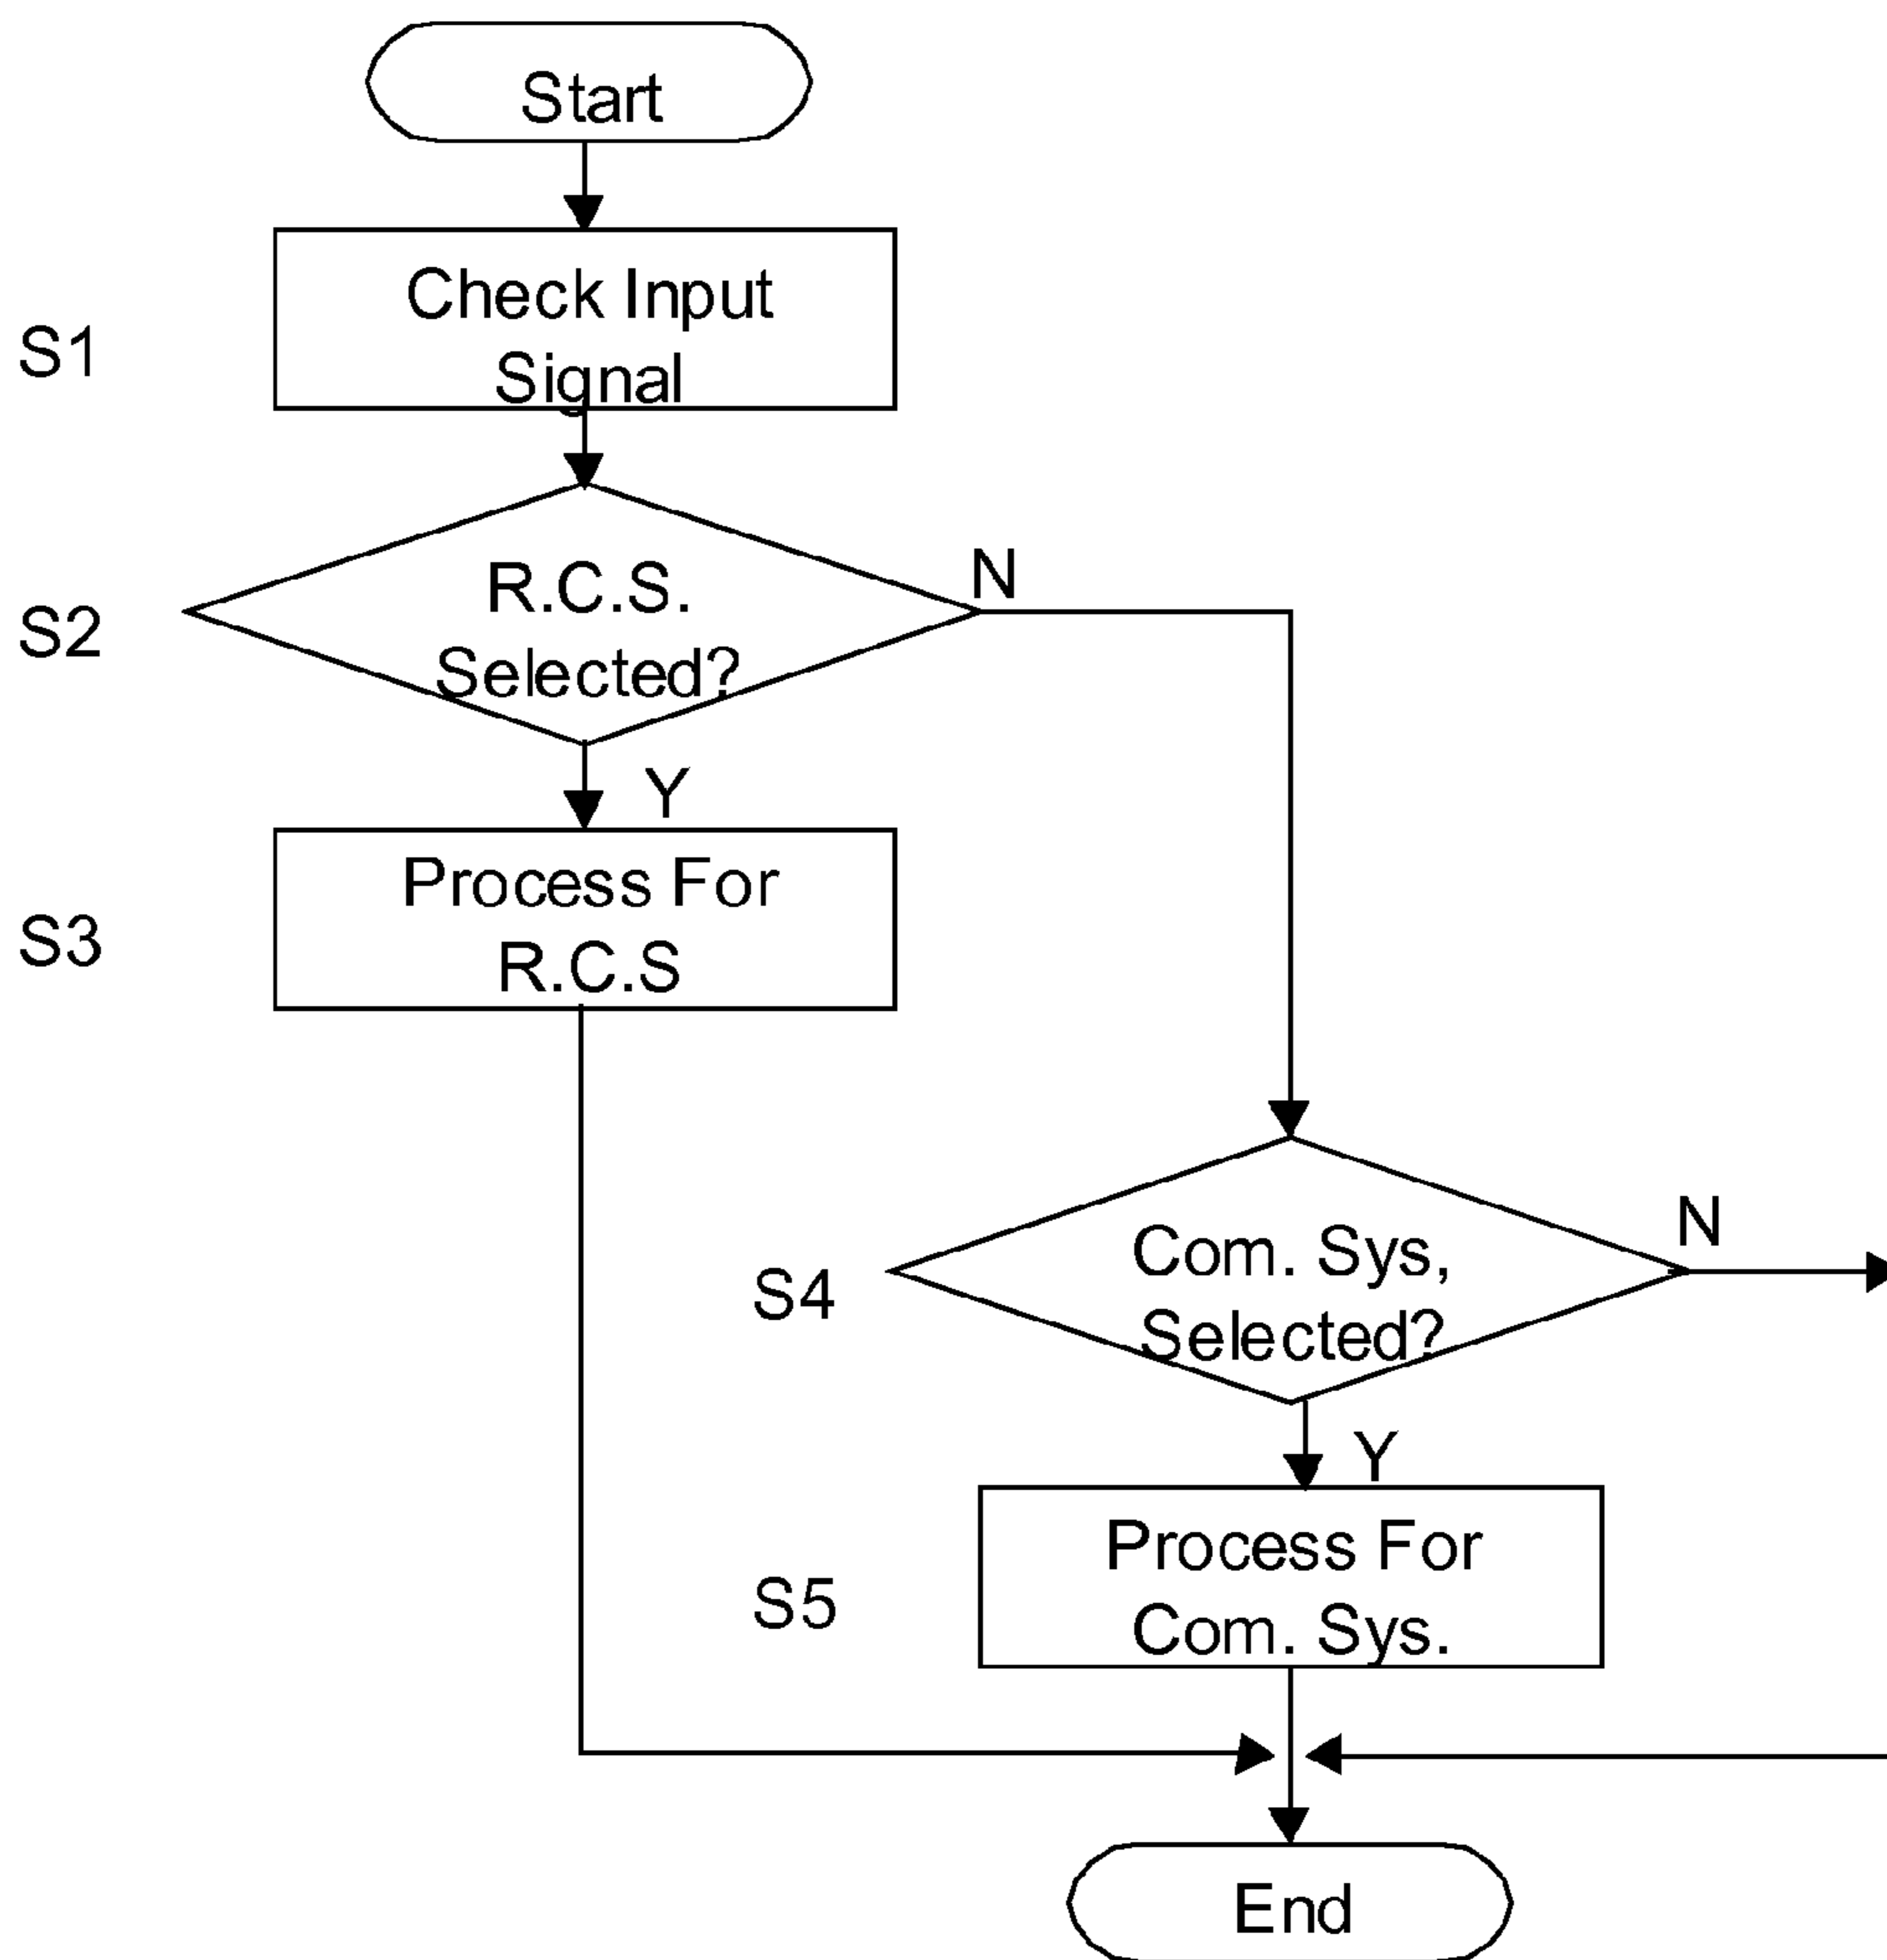 Start
S1
Check Input
Signal
S2
R.C.S.
Selected?
N
Y
S3
Process For
R.C.S
S4
Com. Sys,
Selected?
N
Y
S5
Process For
Com. Sys.
End